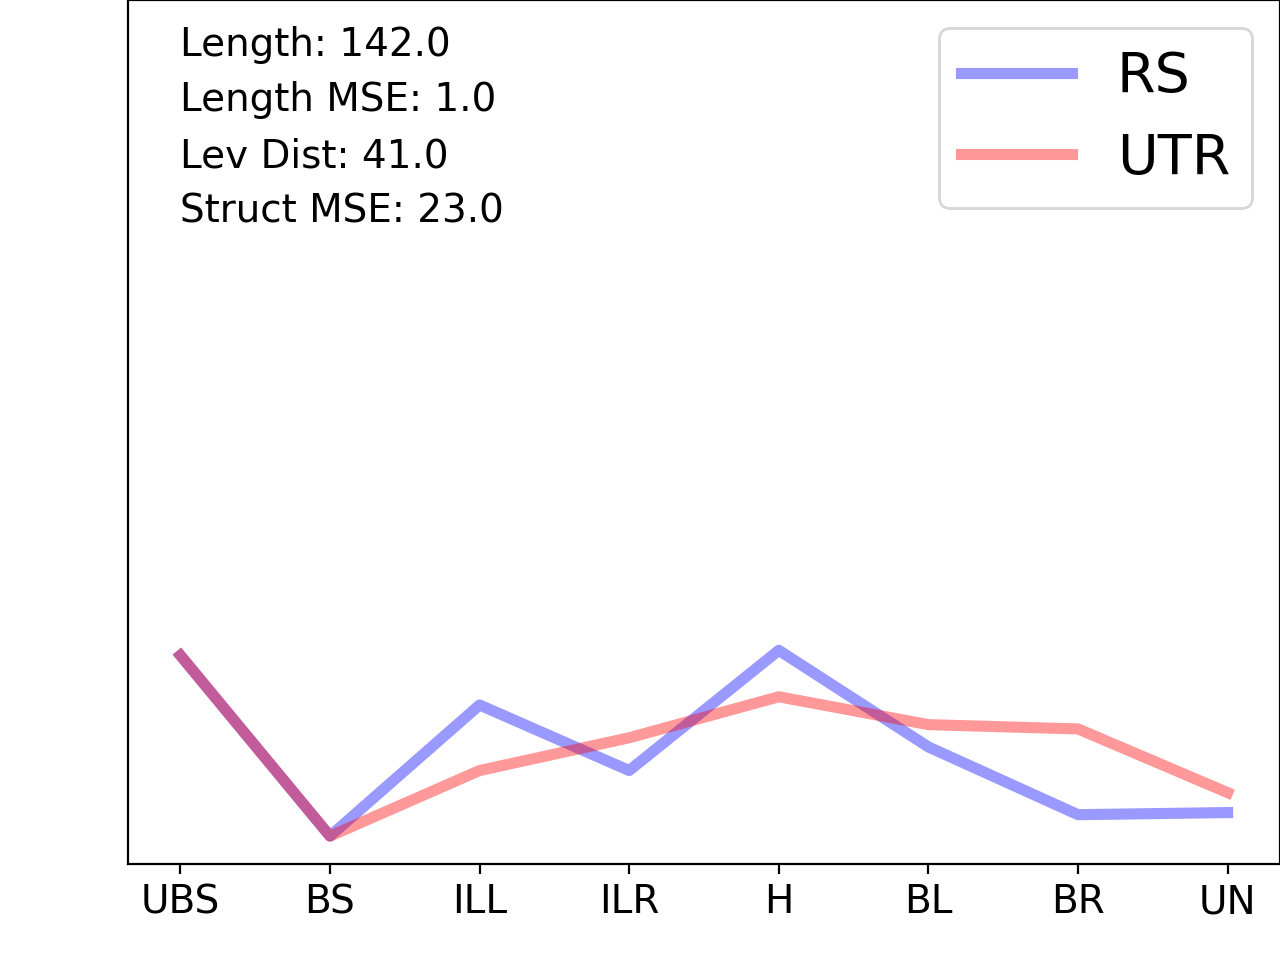 Length: 142.0
Length MSE: 1.0
Lev Dist: 41.0
Struct MSE: 23.0
RS
UTR
UBS BS ILL ILR H BL BR UN